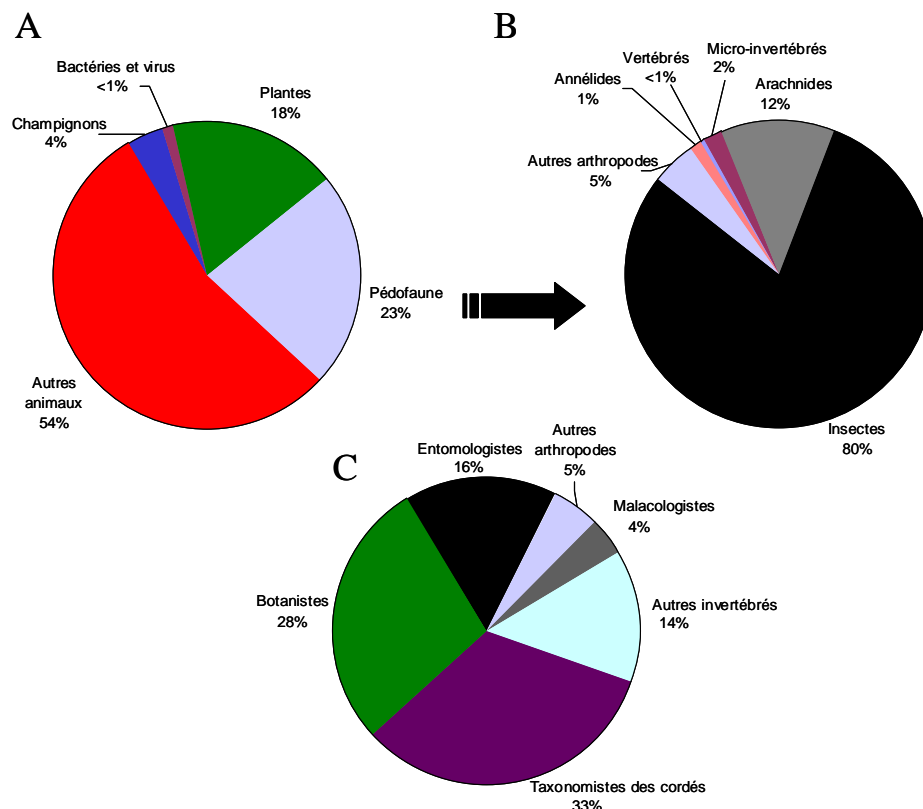 A
Bactéries et virus
<1%
Plantes
18%
Champignons
4%
Pédofaune
23%
Autres
animaux
54%
B
Vertébrés
<1%
Micro-invertébrés
2%
Annélides
1%
Arachnides
12%
Autres arthropodes
5%
Insectes
80%
C
Entomologistes
16%
Autres
arthropodes
5%
Malacologistes
4%
Botanistes
28%
Autres invertébrés
14%
Taxonomistes des cordés
33%